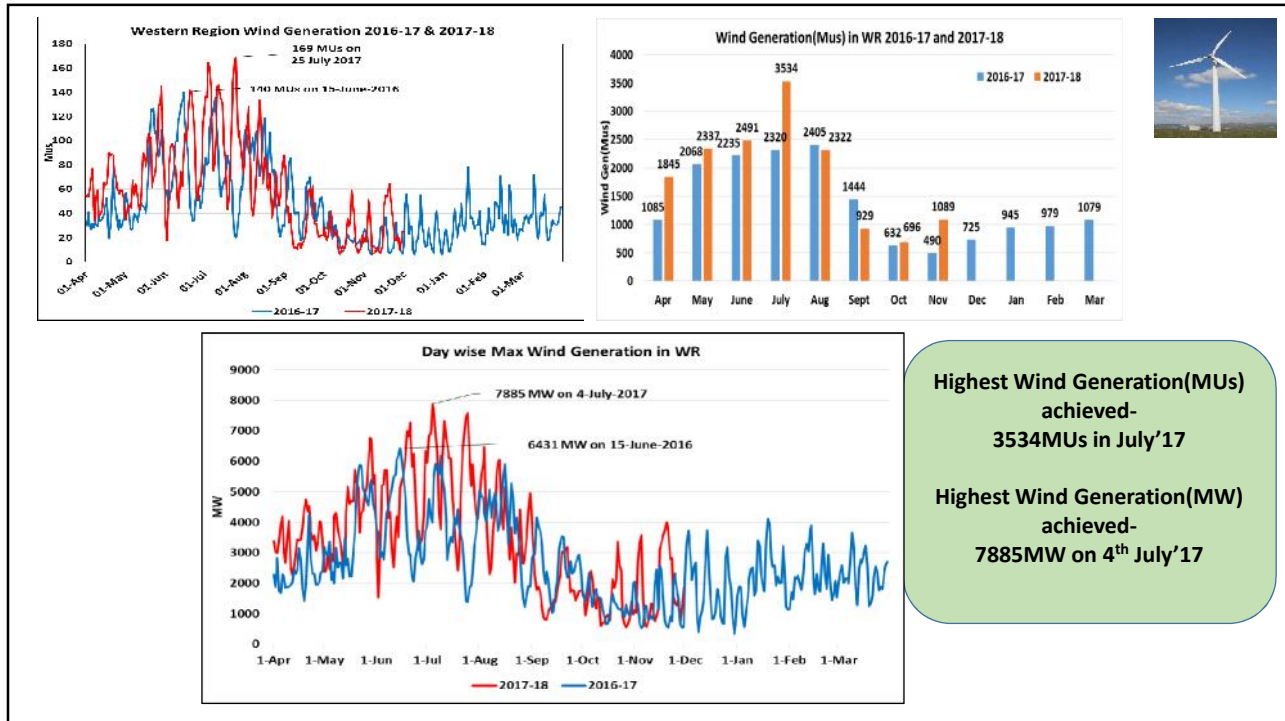 Western Region Wind Generation 2016-17 & 2017-18
169 MUs on
25 July 2017
140 MUs on 15-June-2016
Mus
180
160
140
120
100
80
60
40
20
0
01-Apr
01-May
01-Jun
01-Jul
01-Aug
01-Sep
01-Oct
01-Nov
01-Dec
01-Jan
01-Feb
01-Mar
2016-17 2017-18
Wind Generation(Mus) in WR 2016-17 and 2017-18
2016-17 2017-18
Wind Gen(Mus)
4000
3500
3000
2500
2000
1500
1000
500
0
1085 1845
2068 2337
2235 2491
2320 3534
2405 2322
1444 929
632 696
490 1089
725
945
979
1079
Apr May June July Aug Sept Oct Nov Dec Jan Feb Mar
Day wise Max Wind Generation in WR
7885 MW on 4-July-2017
6431 MW on 15-June-2016
MW
9000
8000
7000
6000
5000
4000
3000
2000
1000
0
1-Apr 1-May 1-Jun 1-Jul 1-Aug 1-Sep 1-Oct 1-Nov 1-Dec 1-Jan 1-Feb 1-Mar
2017-18 2016-17
Highest Wind Generation(MUs)
achieved-
3534MUs in July’17
Highest Wind Generation(MW)
achieved-
7885MW on 4th July’17